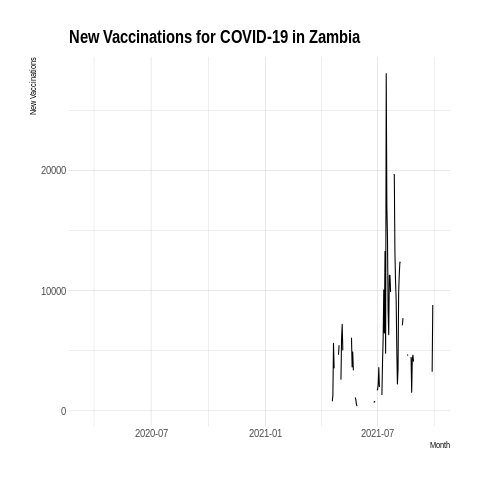 New Vaccinations for COVID-19 in Zambia
New Vaccinations
20000
10000
0
2020-07
2021-01
2021-07
Month